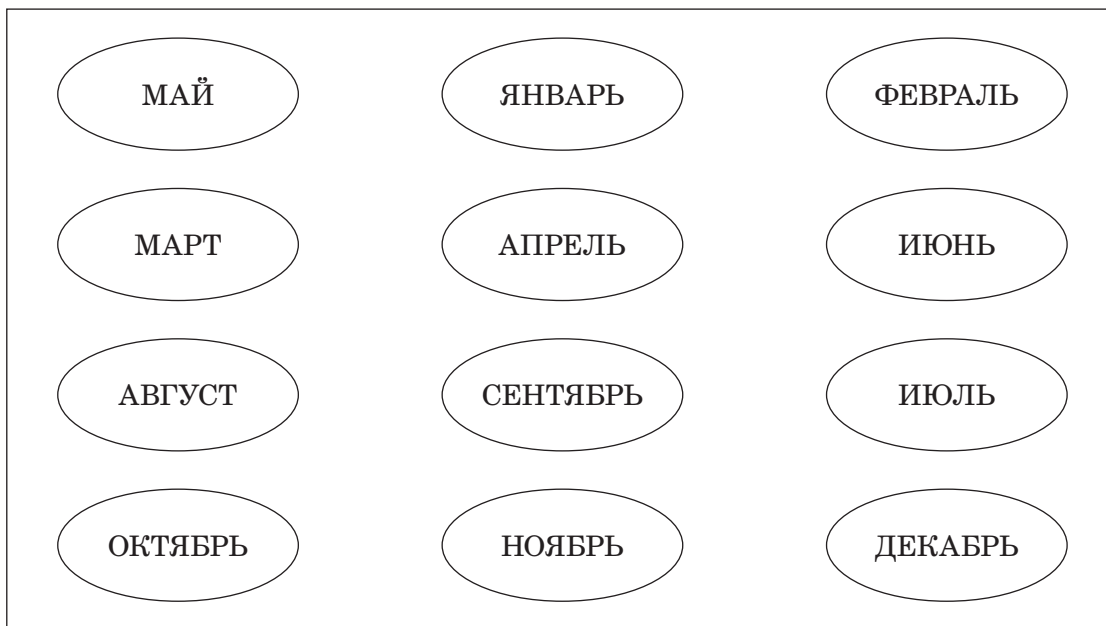 МАЙ ЯНВАРЬ ФЕВРАЛЬ
МАРТ АПРЕЛЬ ИЮНЬ
АВГУСТ СЕНТЯБРЬ ИЮЛЬ
ОКТЯБРЬ НОЯБРЬ ДЕКАБРЬ